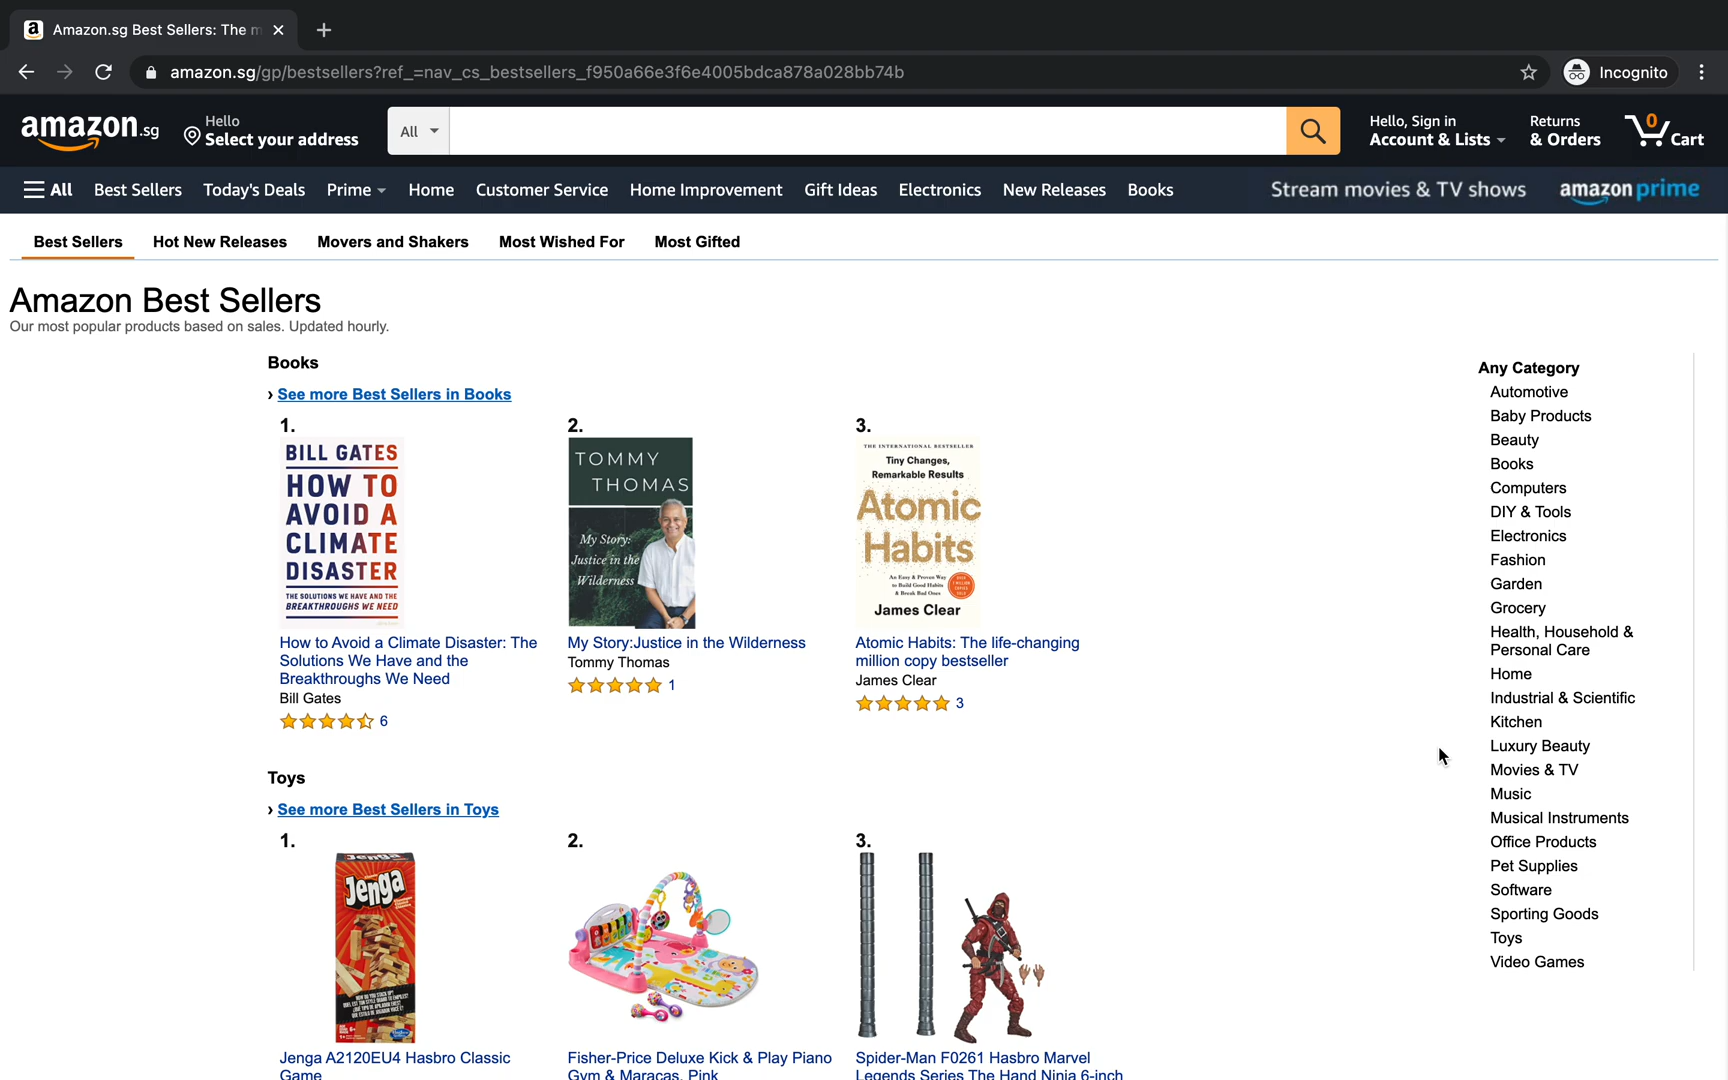 Amazon.sg Best Sellers: The m
amazon.sg/gp/bestsellers?ref_=nav_cs_bestsellers_f950a66e3f6e4005bdca878a028bb74b
Incognito
amazon.sg
Hello
Select your address
All
Hello, Sign in
Account & Lists
Returns
& Orders
0
Cart
All
Best Sellers
Today's Deals
Prime
Home
Customer Service
Home Improvement
Gift Ideas
Electronics
New Releases
Books
Stream movies & TV shows
amazon prime
Best Sellers
Hot New Releases
Movers and Shakers
Most Wished For
Most Gifted
Amazon Best Sellers
Our most popular products based on sales. Updated hourly.
Books
› See more Best Sellers in Books
1.
BILL GATES
HOW TO
AVOID A
CLIMATE
DISASTER
THE SOLUTIONS WE HAVE AND THE
BREAKTHROUGHS WE NEED
How to Avoid a Climate Disaster: The
Solutions We Have and the
Breakthroughs We Need
Bill Gates
6
2.
TOMMY
THOMAS
My Story:
Justice in the
Wilderness
My Story:Justice in the Wilderness
Tommy Thomas
1
3.
THE INTERNATIONAL BESTSELLER
Tiny Changes,
Remarkable Results
Atomic
Habits
An Easy & Proven Way
to Build Good Habits
& Break Bad Ones
James Clear
Atomic Habits: The life-changing
million copy bestseller
James Clear
3
Toys
› See more Best Sellers in Toys
1.
Jenga
Jenga A2120EU4 Hasbro Classic
Game
2.
Fisher-Price Deluxe Kick & Play Piano
Gym & Maracas, Pink
3.
Spider-Man F0261 Hasbro Marvel
Legends Series The Hand Ninja 6-inch
Any Category
Automotive
Baby Products
Beauty
Books
Computers
DIY & Tools
Electronics
Fashion
Garden
Grocery
Health, Household &
Personal Care
Home
Industrial & Scientific
Kitchen
Luxury Beauty
Movies & TV
Music
Musical Instruments
Office Products
Pet Supplies
Software
Sporting Goods
Toys
Video Games